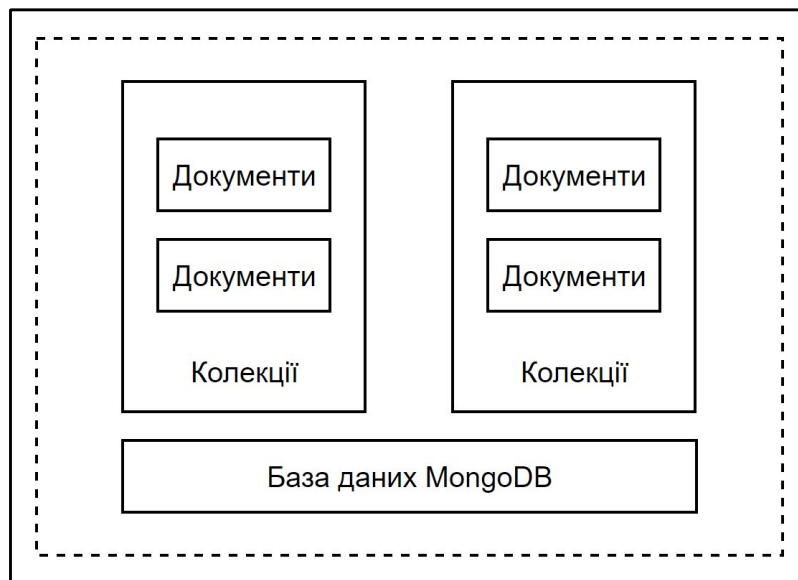 Документи
Документи
Колекції
Документи
Документи
Колекції
База даних MongoDB